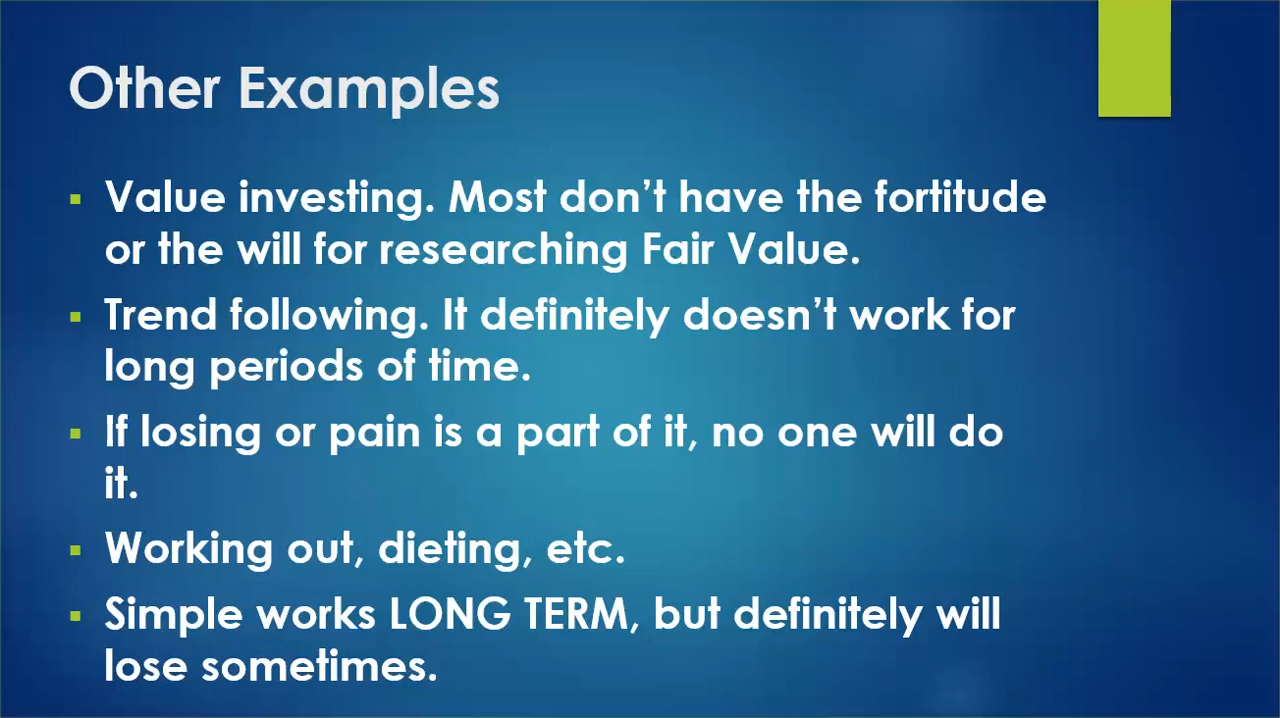 Other Examples
Value investing. Most don’t have the fortitude
or the will for researching Fair Value.
Trend following. It definitely doesn’t work for
long periods of time.
If losing or pain is a part of it, no one will do
it.
Working out, dieting, etc.
Simple works LONG TERM, but definitely will
lose sometimes.